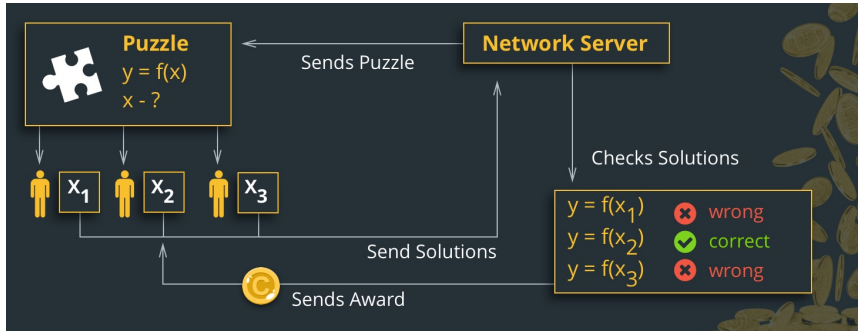 Puzzle
y = f(x)
x - ?
Sends Puzzle
Network Server
Checks Solutions
X1
X2
X3
y = f(x1) wrong
y = f(x2) correct
y = f(x3) wrong
Send Solutions
C
Sends Award